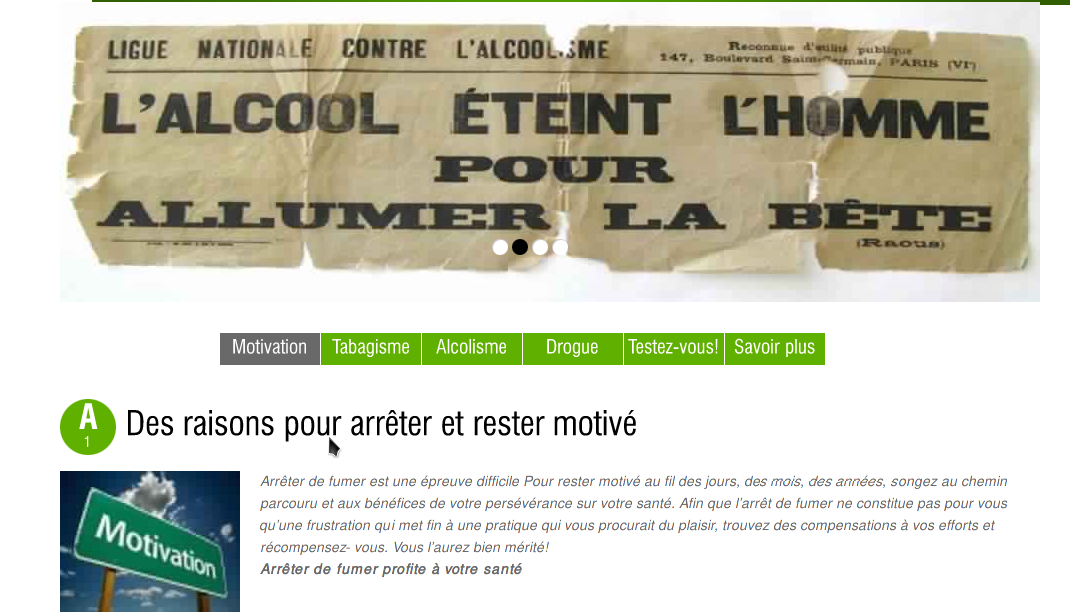 LIGUE NATIONALE CONTRE L'ALCOOLISME
Reconnue d'utilité publique
147, Boulevard Saint-Germain, PARIS (VIᵉ)
L'ALCOOL ÉTEINT L'HOMME
POUR
ALLUMER LA BÊTE
(Raous)
Motivation Tabagisme Alcolisme Drogue Testez-vous! Savoir plus
A
1
Des raisons pour arrêter et rester motivé
Motivation
Arrêter de fumer est une épreuve difficile Pour rester motivé au fil des jours, des mois, des années, songez au chemin
parcouru et aux bénéfices de votre persévérance sur votre santé. Afin que l'arrêt de fumer ne constitue pas pour vous
qu'une frustration qui met fin à une pratique qui vous procurait du plaisir, trouvez des compensations à vos efforts et
récompensez- vous. Vous l'aurez bien mérité!
Arrêter de fumer profite à votre santé